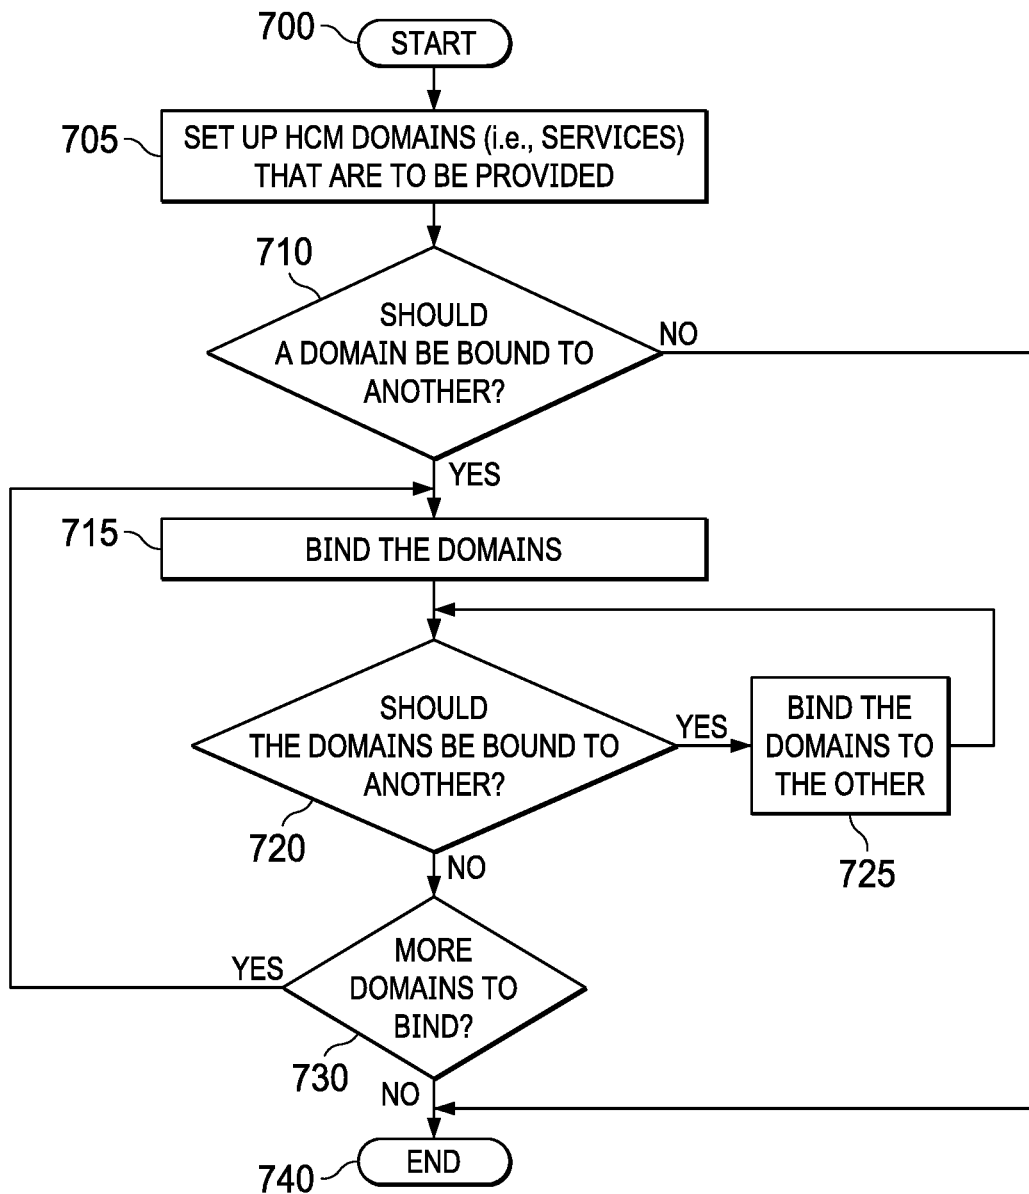 700
START
705
SET UP HCM DOMAINS (i.e., SERVICES)
THAT ARE TO BE PROVIDED
710
SHOULD
A DOMAIN BE BOUND TO
ANOTHER?
NO
YES
715
BIND THE DOMAINS
SHOULD
THE DOMAINS BE BOUND TO
ANOTHER?
YES
BIND THE
DOMAINS TO
THE OTHER
720
725
NO
MORE
DOMAINS TO
BIND?
YES
730
NO
END
740